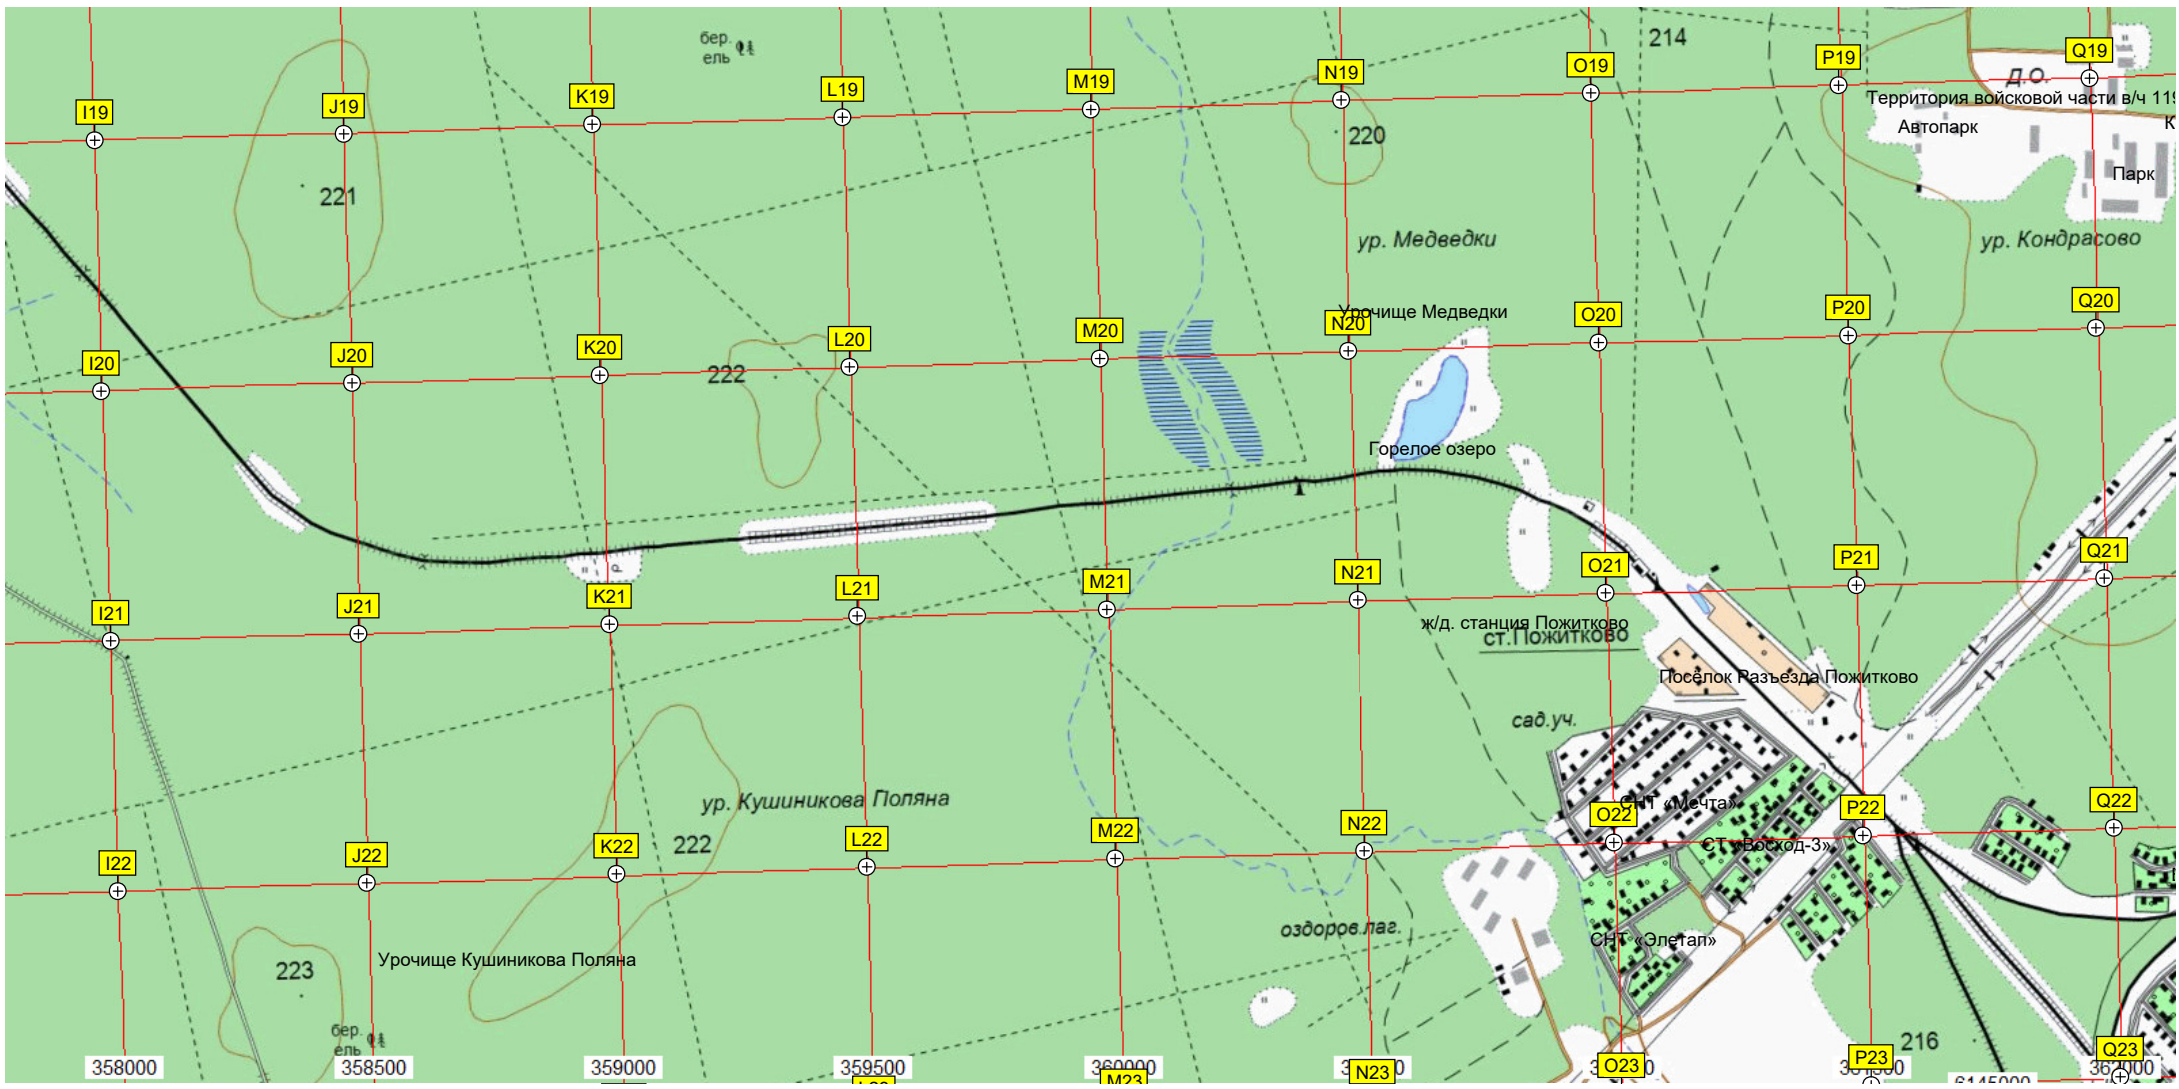 бер.
ель
214
Д.О.
I19
J19
K19
L19
M19
N19
O19
P19
Q19
Территория войсковой части в/ч 119
Автопарк
К
Парк
220
221
ур. Медведки
ур. Кондрасово
Урочище Медведки
I20
J20
K20
L20
M20
N20
O20
P20
Q20
222
Горелое озеро
р
I21
J21
K21
L21
M21
N21
O21
P21
Q21
ж/д. станция Пожитково
ст.Пожитково
Посёлок Разъезда Пожитково
сад.уч.
ур. Кушиникова Поляна
222
СНТ «Мечта»
СТ «Восход-3»
I22
J22
K22
L22
M22
N22
O22
P22
Q22
оздоров.лаг.
СНТ «Элетап»
Урочище Кушиникова Поляна
223
бер.
ель
216
358000
358500
359000
359500
360000
M23
N23
O23
P23
Q23
6145000